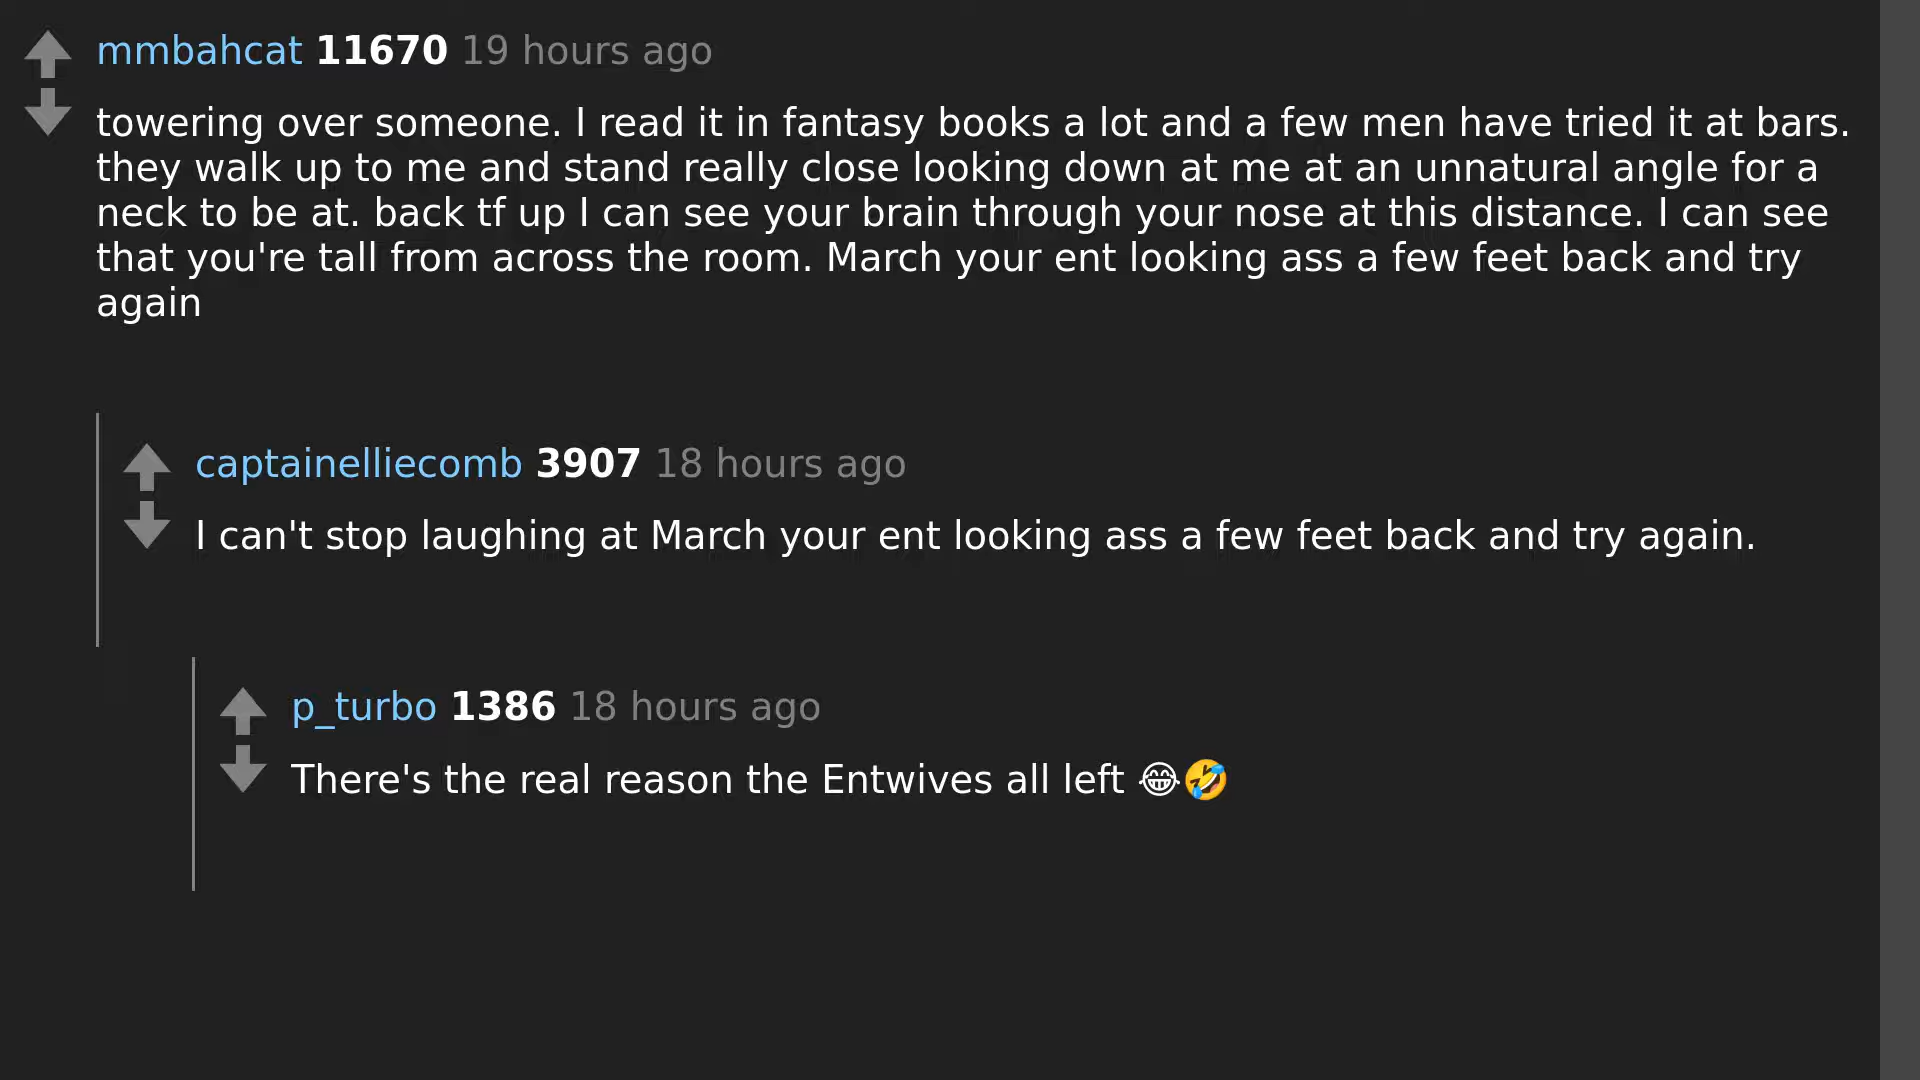 mmbahcat 11670 19 hours ago
towering over someone. I read it in fantasy books a lot and a few men have tried it at bars.
they walk up to me and stand really close looking down at me at an unnatural angle for a
neck to be at. back tf up I can see your brain through your nose at this distance. I can see
that you're tall from across the room. March your ent looking ass a few feet back and try
again
captainelliecomb 3907 18 hours ago
I can't stop laughing at March your ent looking ass a few feet back and try again.
p_turbo 1386 18 hours ago
There's the real reason the Entwives all left 😂🤣